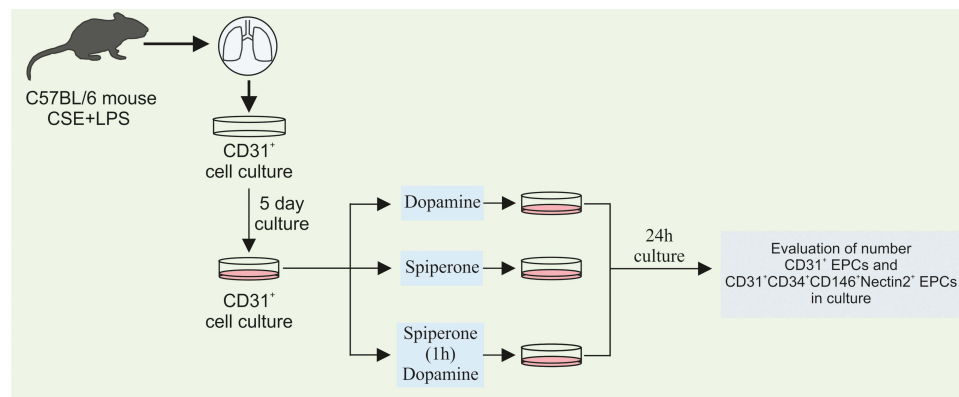 C57BL/6 mouse
CSE+LPS
CD31⁺
cell culture
5 day
culture
CD31⁺
cell culture
Dopamine
Spiperone
Spiperone
(1h)
Dopamine
24h
culture
Evaluation of number
CD31⁺ EPCs and
CD31⁺CD34⁺CD146⁺Nectin2⁺ EPCs
in culture